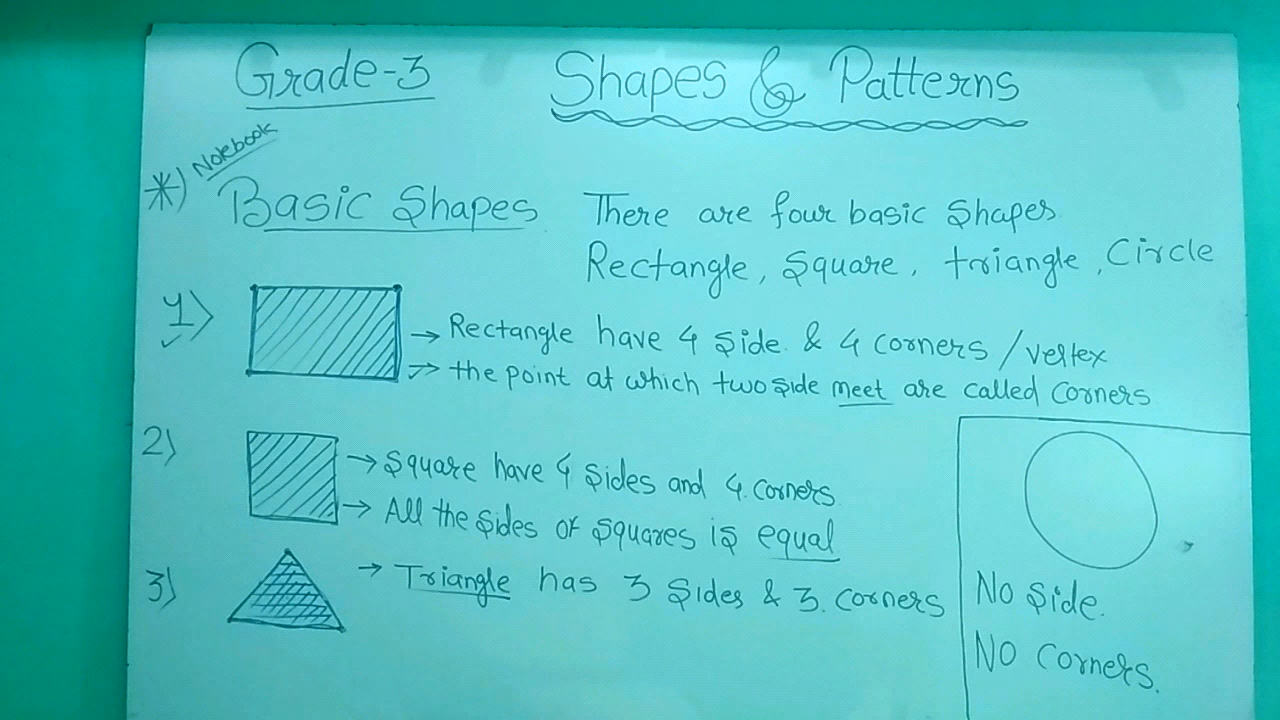 Grade-3
Shapes & Patterns
*) Notebook
Basic Shapes There are four basic Shapes
Rectangle, Square, triangle, Circle
1)
→ Rectangle have 4 Side. & 4 corners / vertex
→ the point at which two side meet are called corners
2)
→ Square have 4 Sides and 4. corners.
→ All the Sides of Squares is equal
3)
→ Triangle has 3 Sides & 3. corners
No Side.
No corners.